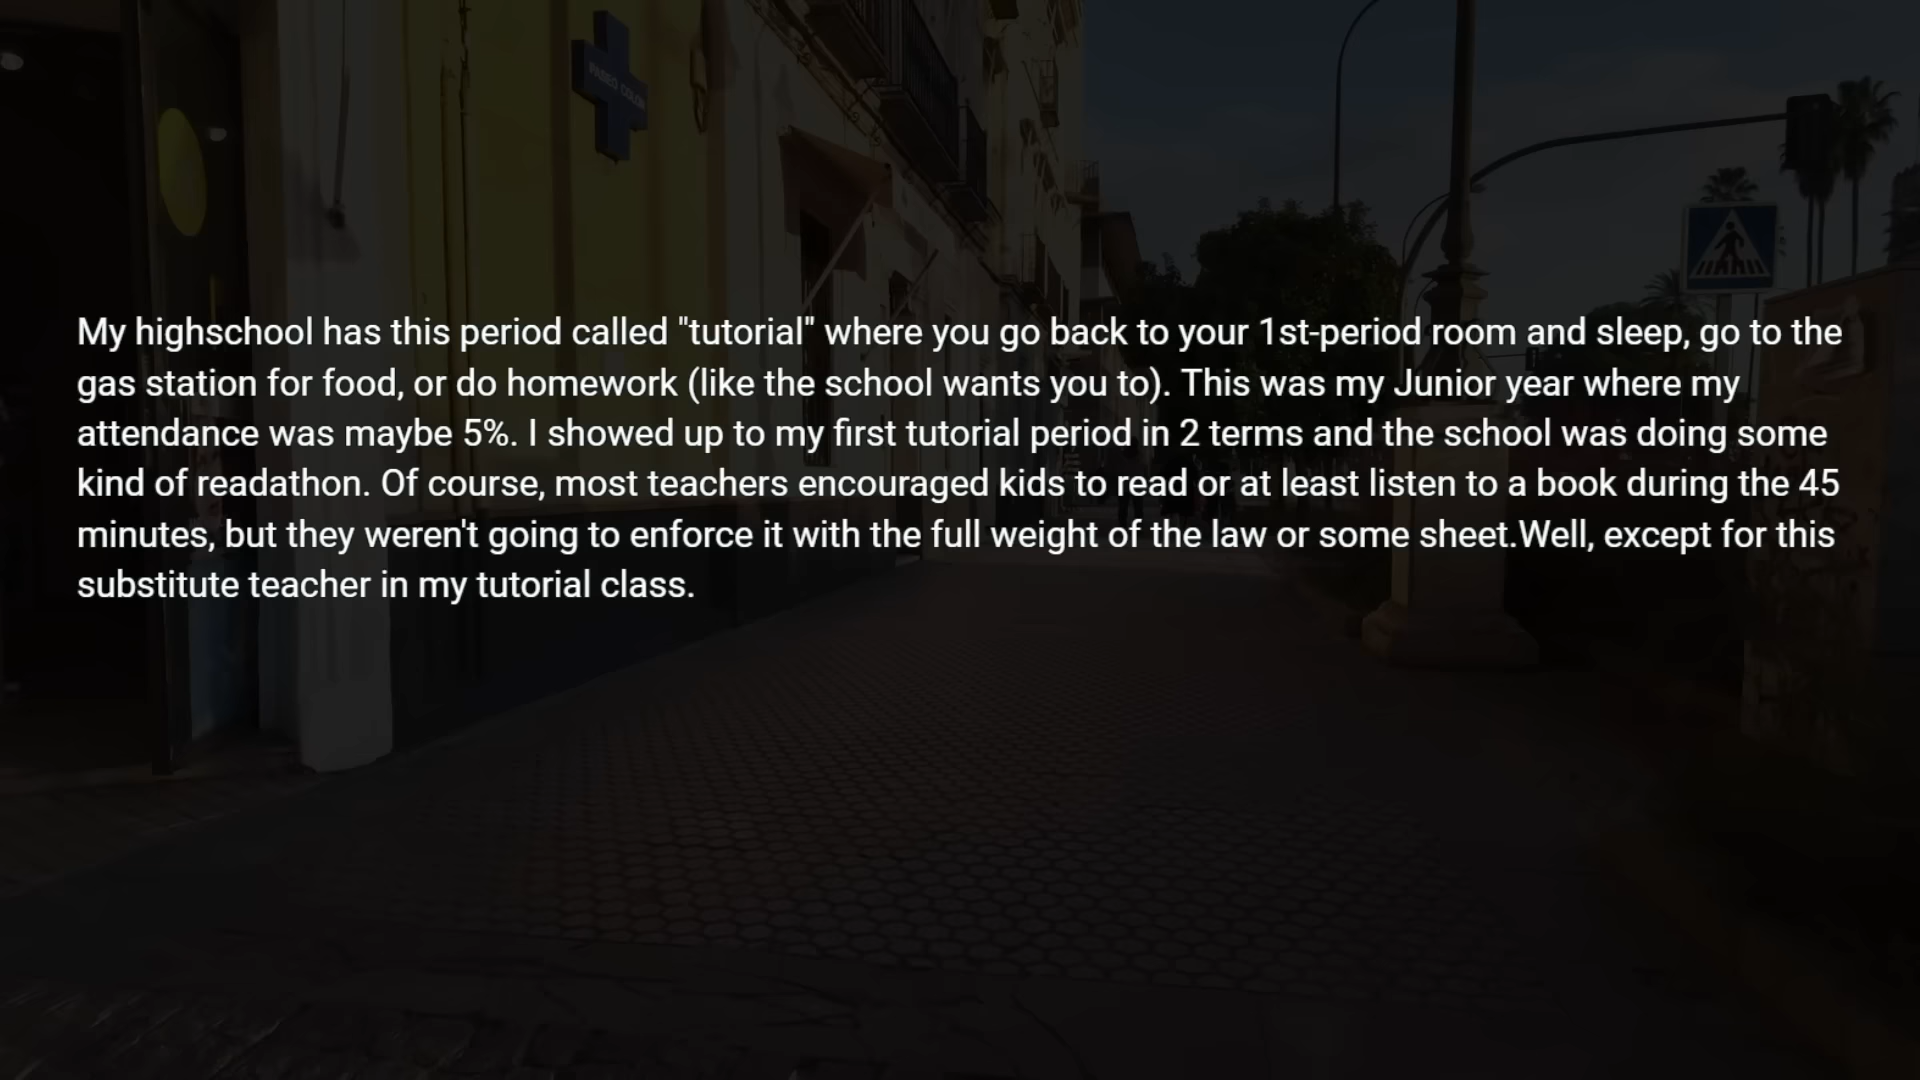 PASEO COLON
My highschool has this period called "tutorial" where you go back to your 1st-period room and sleep, go to the
gas station for food, or do homework (like the school wants you to). This was my Junior year where my
attendance was maybe 5%. I showed up to my first tutorial period in 2 terms and the school was doing some
kind of readathon. Of course, most teachers encouraged kids to read or at least listen to a book during the 45
minutes, but they weren't going to enforce it with the full weight of the law or some sheet.Well, except for this
substitute teacher in my tutorial class.